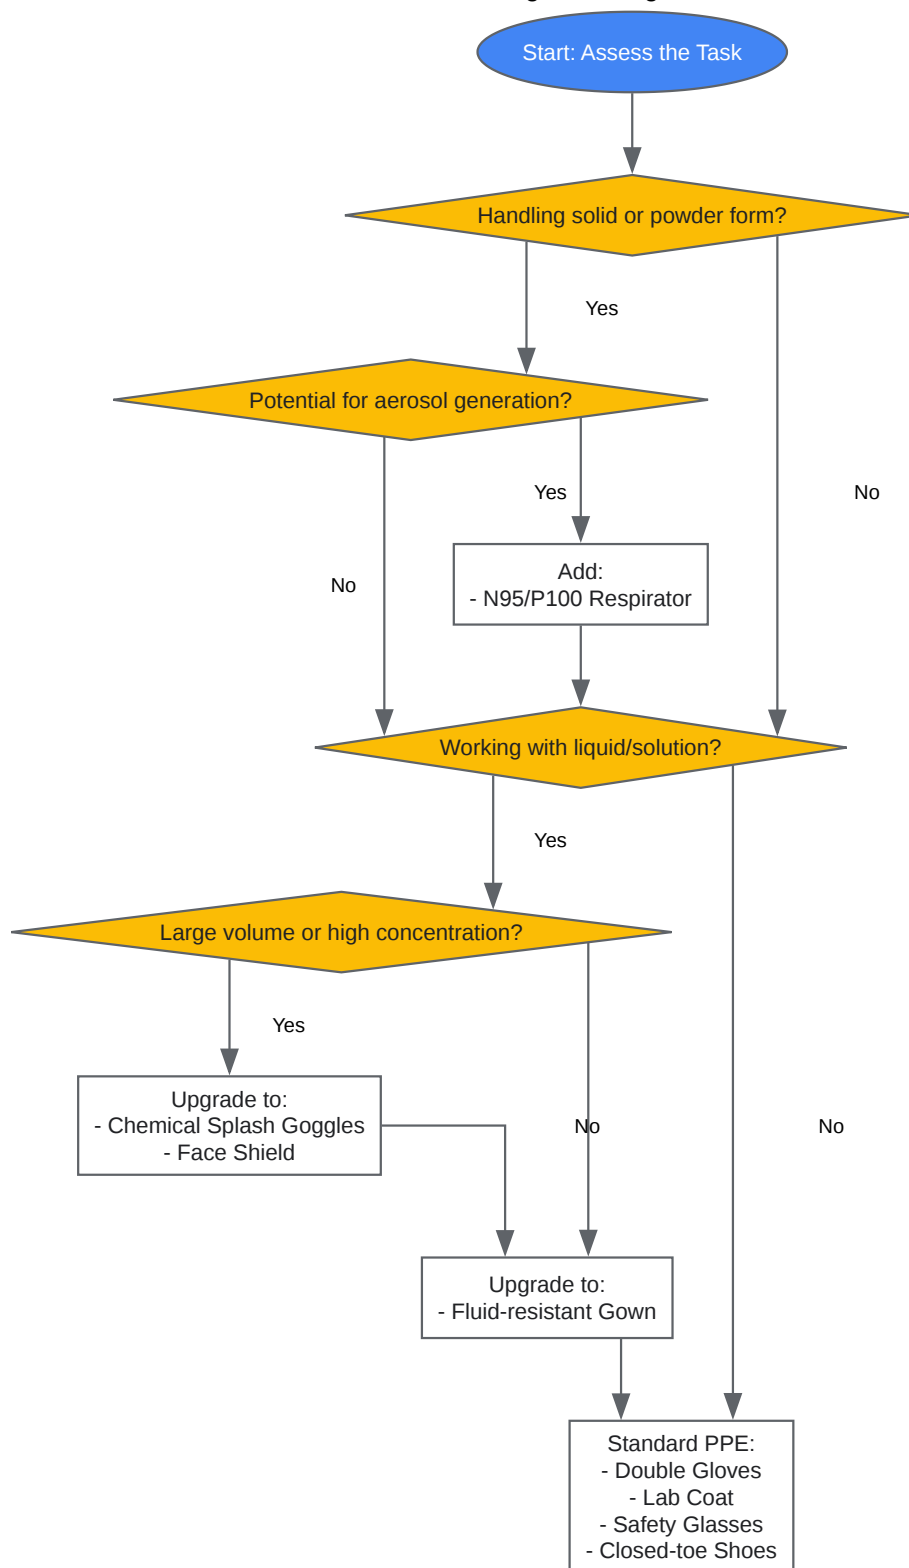 Start: Assess the Task
Handling solid or powder form?
Yes
Potential for aerosol generation?
Yes
No
No
Add:
- N95/P100 Respirator
Working with liquid/solution?
Yes
Large volume or high concentration?
Yes
Upgrade to:
- Chemical Splash Goggles
- Face Shield
No
No
Upgrade to:
- Fluid-resistant Gown
Standard PPE:
- Double Gloves
- Lab Coat
- Safety Glasses
- Closed-toe Shoes